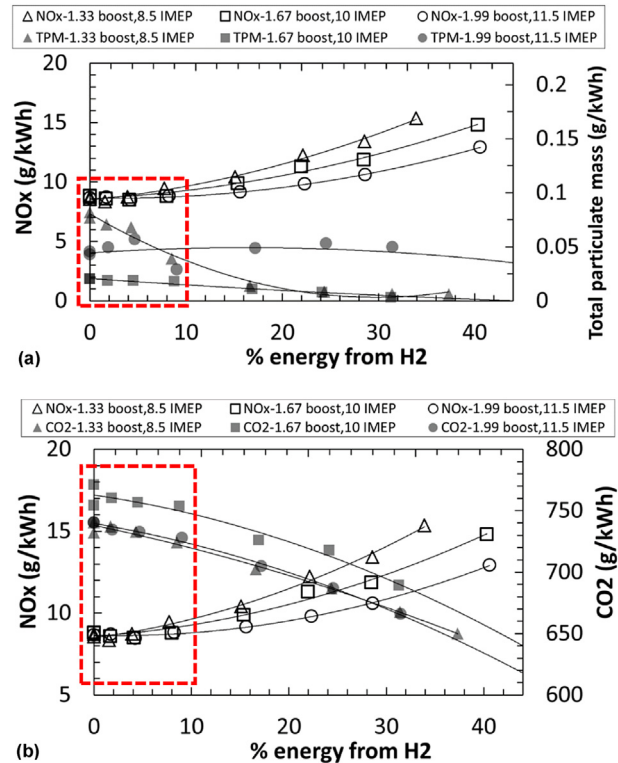 NOx-1.33 boost,8.5 IMEP NOx-1.67 boost,10 IMEP NOx-1.99 boost,11.5 IMEP
TPM-1.33 boost,8.5 IMEP TPM-1.67 boost,10 IMEP TPM-1.99 boost,11.5 IMEP
20
15
10
5
0
NOx (g/kWh)
0.2
0.15
0.1
0.05
0
Total particulate mass (g/kWh)
0 10 20 30 40
(a)
% energy from H2
NOx-1.33 boost,8.5 IMEP NOx-1.67 boost,10 IMEP NOx-1.99 boost,11.5 IMEP
CO2-1.33 boost,8.5 IMEP CO2-1.67 boost,10 IMEP CO2-1.99 boost,11.5 IMEP
20
15
10
5
NOx (g/kWh)
800
750
700
650
600
CO2 (g/kWh)
0 10 20 30 40
(b)
% energy from H2